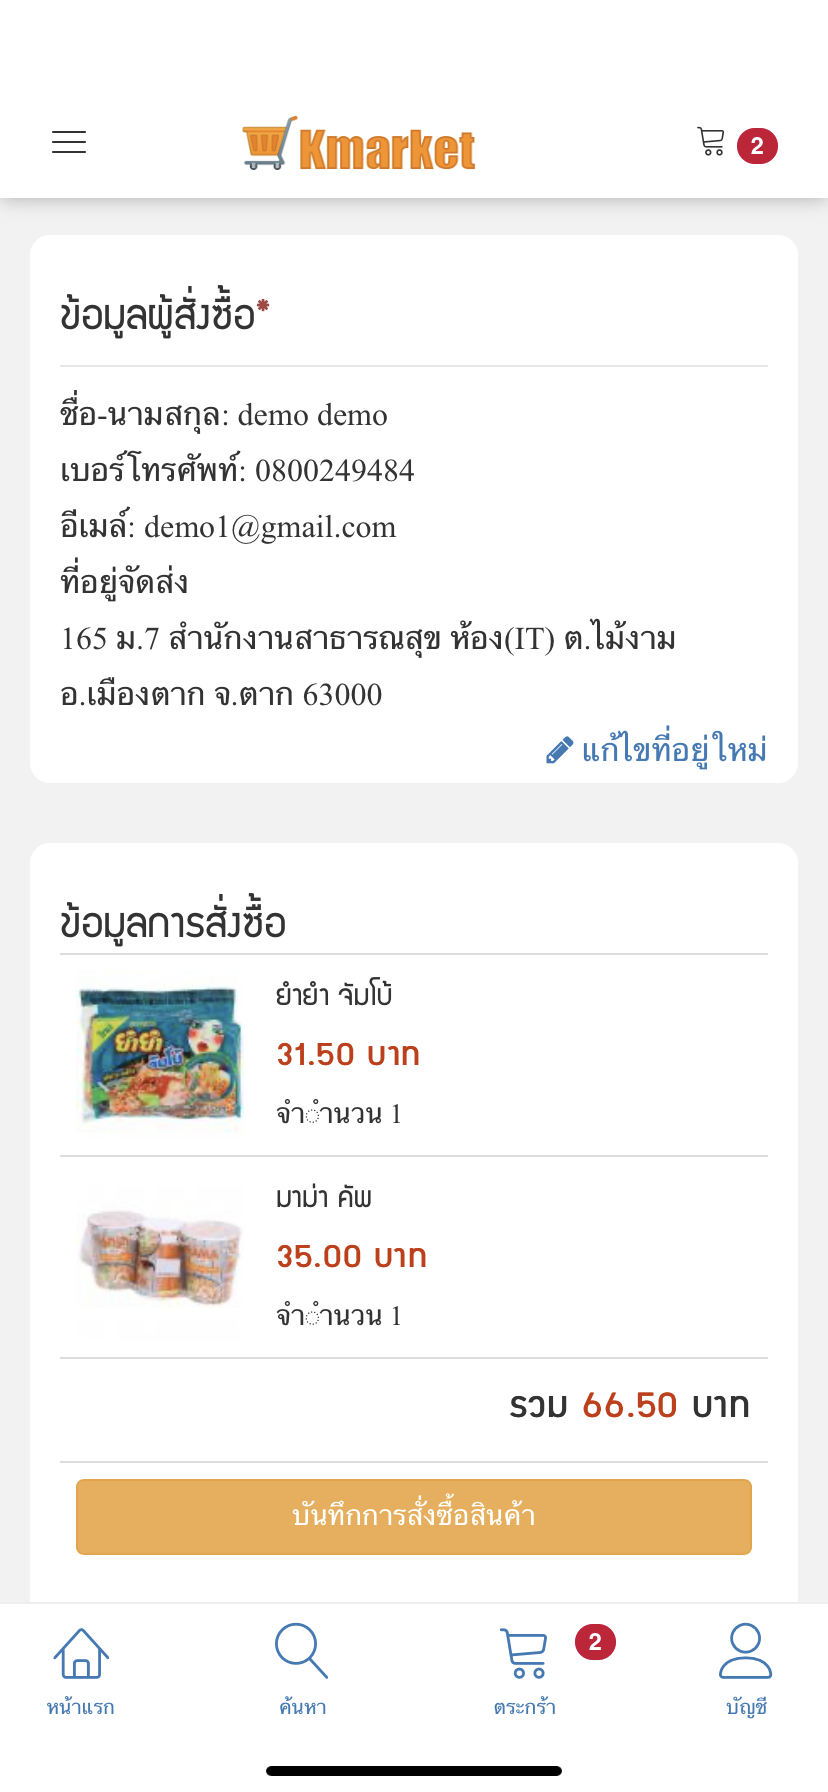 Kmarket
2
ข้อมูลผู้สั่งซื้อ*
ชื่อ-นามสกุล: demo demo
เบอร์โทรศัพท์: 0800249484
อีเมล์: demo1@gmail.com
ที่อยู่จัดส่ง
165 ม.7 สำนักงานสาธารณสุข ห้อง(IT) ต.ไม้งาม
อ.เมืองตาก จ.ตาก 63000
แก้ไขที่อยู่ใหม่
ข้อมูลการสั่งซื้อ
ยำยำ จัมโบ้
31.50 บาท
จำำนวน 1
ยำยำ
จัมโบ้
มาม่า คัพ
35.00 บาท
จำำนวน 1
รวม 66.50 บาท
บันทึกการสั่งซื้อสินค้า
2
หน้าแรก
ค้นหา
ตระกร้า
บัญชี